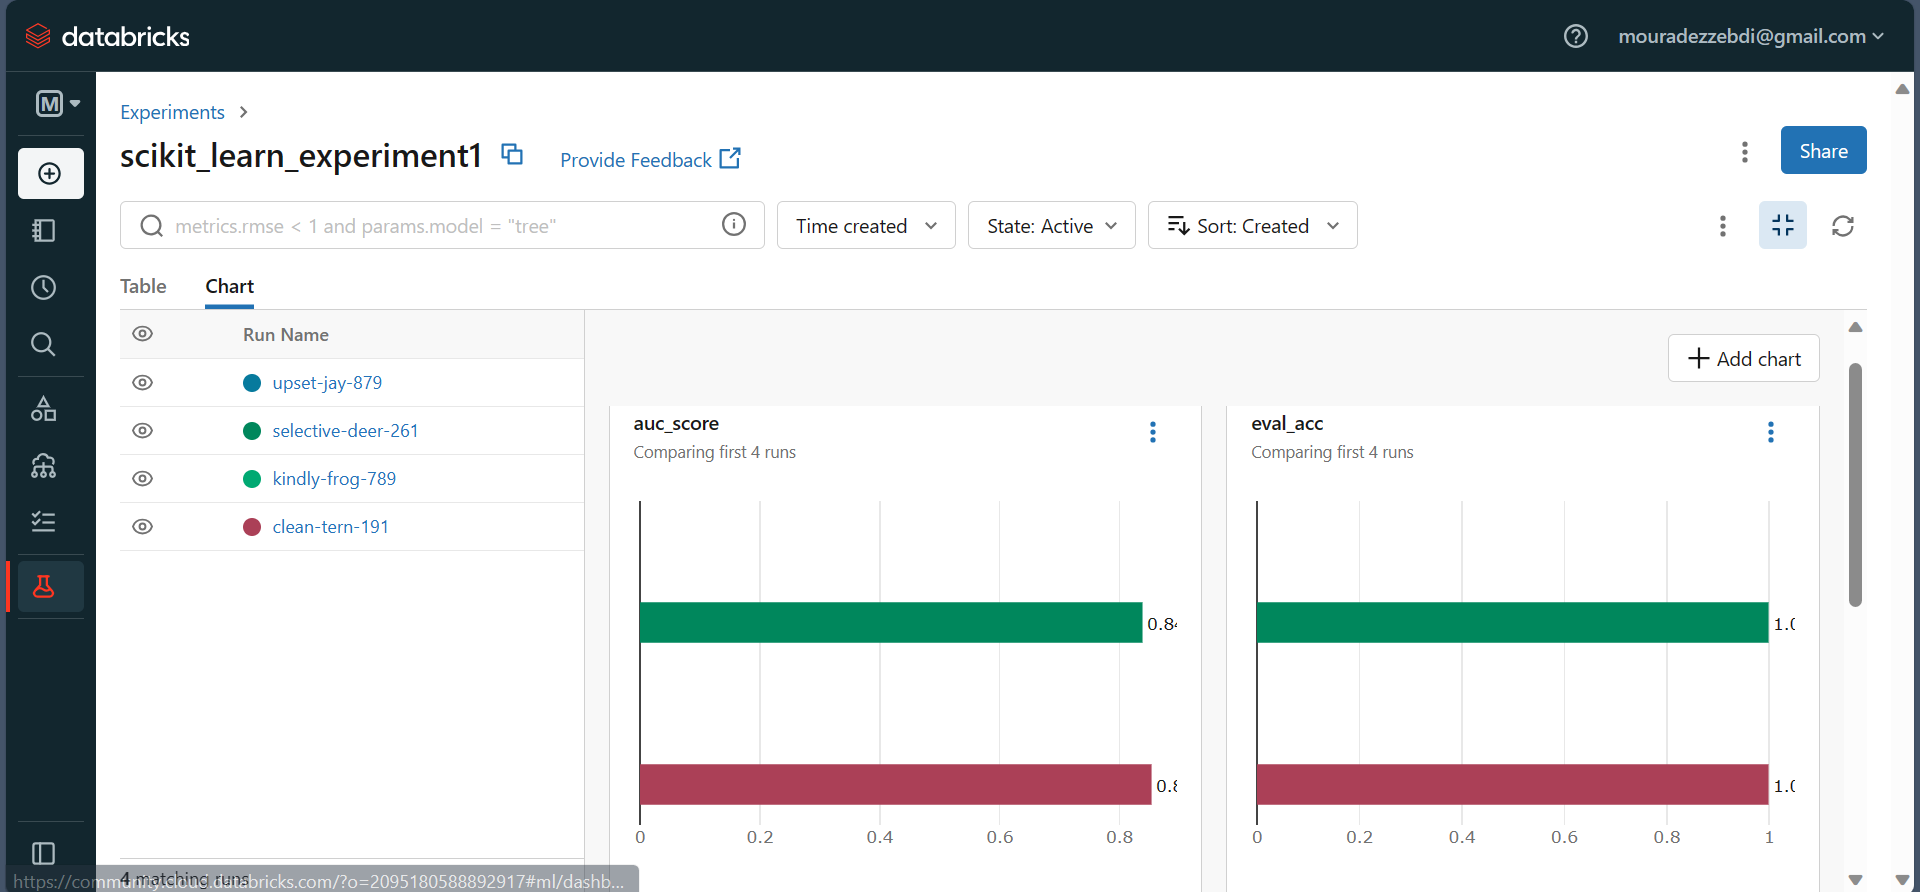 databricks
mouradezzebdi@gmail.com
M
Experiments
scikit_learn_experiment1
Provide Feedback
Share
metrics.rmse < 1 and params.model = "tree"
Time created
State: Active
Sort: Created
Table
Chart
Run Name
Add chart
upset-jay-879
selective-deer-261
kindly-frog-789
clean-tern-191
auc_score
Comparing first 4 runs
0.84
0.8
0 0.2 0.4 0.6 0.8
eval_acc
Comparing first 4 runs
1.0
1.0
0 0.2 0.4 0.6 0.8 1
4 matching runs
https://community.cloud.databricks.com/?o=2095180588892917#ml/dashb...